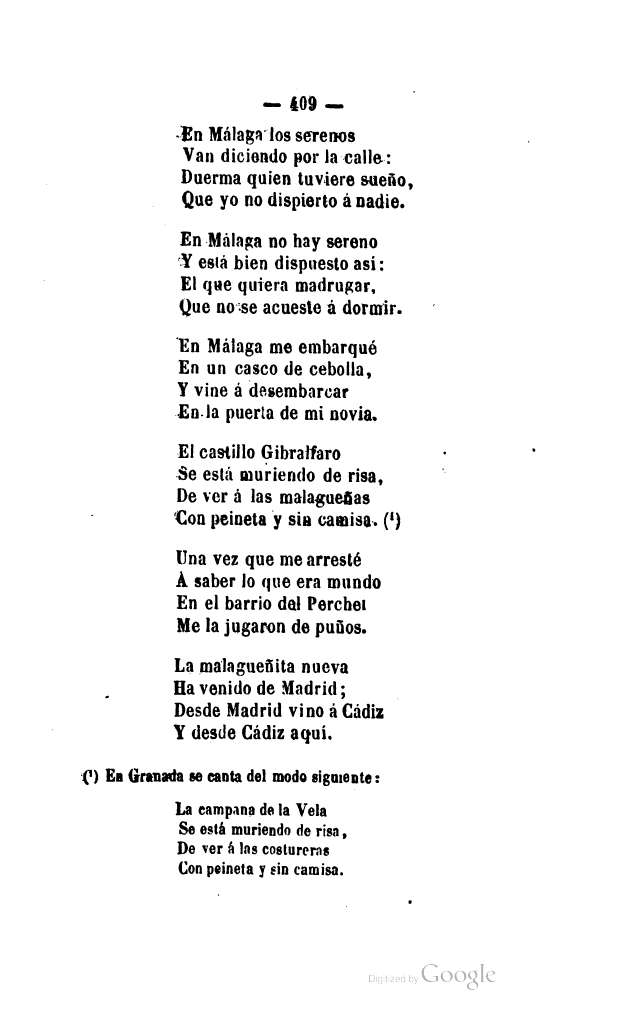 — 409 —
En Málaga los serenos
Van diciendo por la calle:
Duerma quien tuviere sueño,
Que yo no dispierto á nadie.
En Málaga no hay sereno
Y está bien dispuesto asi:
El que quiera madrugar,
Que no se acueste á dormir.
En Málaga me embarqué
En un casco de cebolla,
Y vine á desembarcar
En la puerta de mi novia.
El castillo Gibralfaro
Se está muriendo de risa,
De ver á las malagueñas
Con peineta y sin camisa. (¹)
Una vez que me arresté
Á saber lo que era mundo
En el barrio del Perchel
Me la jugaron de puños.
La malagueñita nueva
Ha venido de Madrid;
Desde Madrid vino á Cádiz
Y desde Cádiz aquí.
(¹) En Granada se canta del modo siguiente:
La campana de la Vela
Se está muriendo de risa,
De ver á las costureras
Con peineta y sin camisa.
Digitized by Google